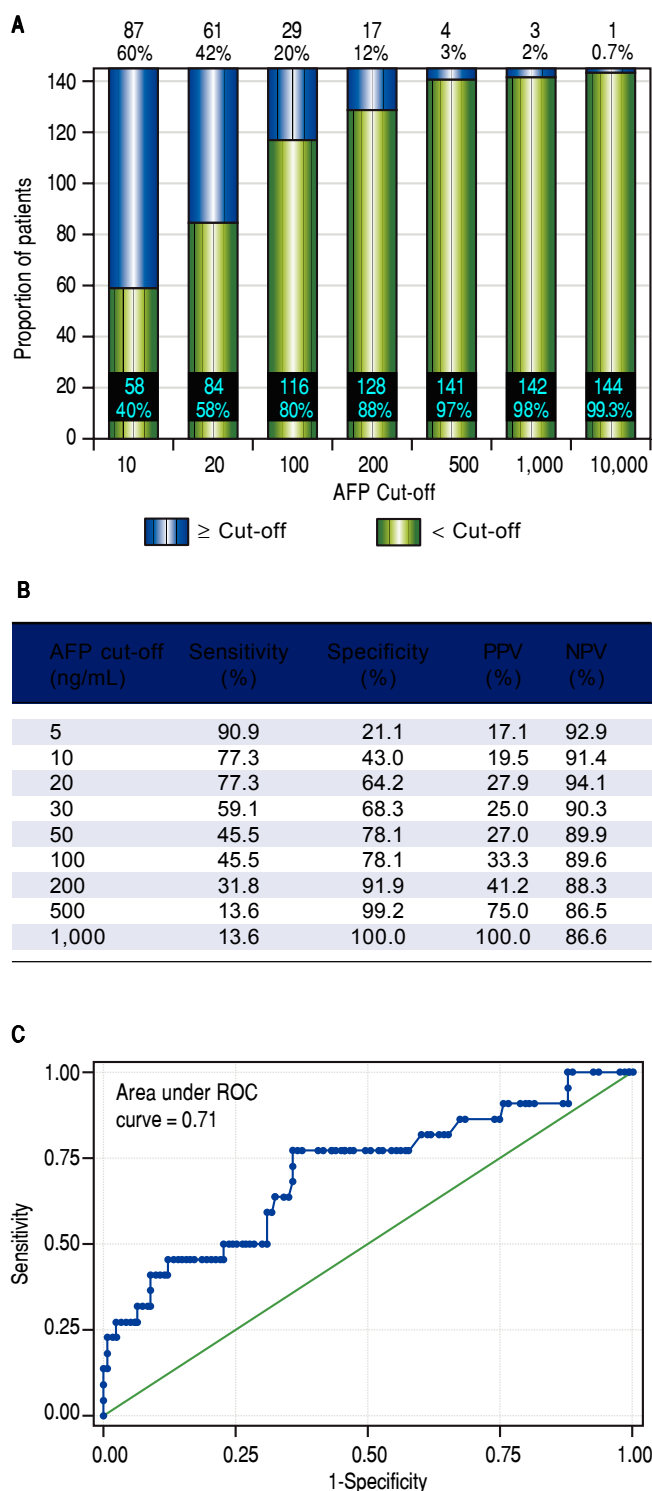 A
87 61 29 17 4 3 1
60% 42% 20% 12% 3% 2% 0.7%
Proportion of patients
140
120
100
80
60
40
20
0
58 84 116 128 141 142 144
40% 58% 80% 88% 97% 98% 99.3%
10 20 100 200 500 1,000 10,000
AFP Cut-off
≥ Cut-off < Cut-off
B
AFP cut-off Sensitivity Specificity PPV NPV
(ng/mL) (%) (%) (%) (%)
5 90.9 21.1 17.1 92.9
10 77.3 43.0 19.5 91.4
20 77.3 64.2 27.9 94.1
30 59.1 68.3 25.0 90.3
50 45.5 78.1 27.0 89.9
100 45.5 78.1 33.3 89.6
200 31.8 91.9 41.2 88.3
500 13.6 99.2 75.0 86.5
1,000 13.6 100.0 100.0 86.6
C
Area under ROC
curve = 0.71
Sensitivity
1.00
0.75
0.50
0.25
0.00
0.00 0.25 0.50 0.75 1.00
1-Specificity